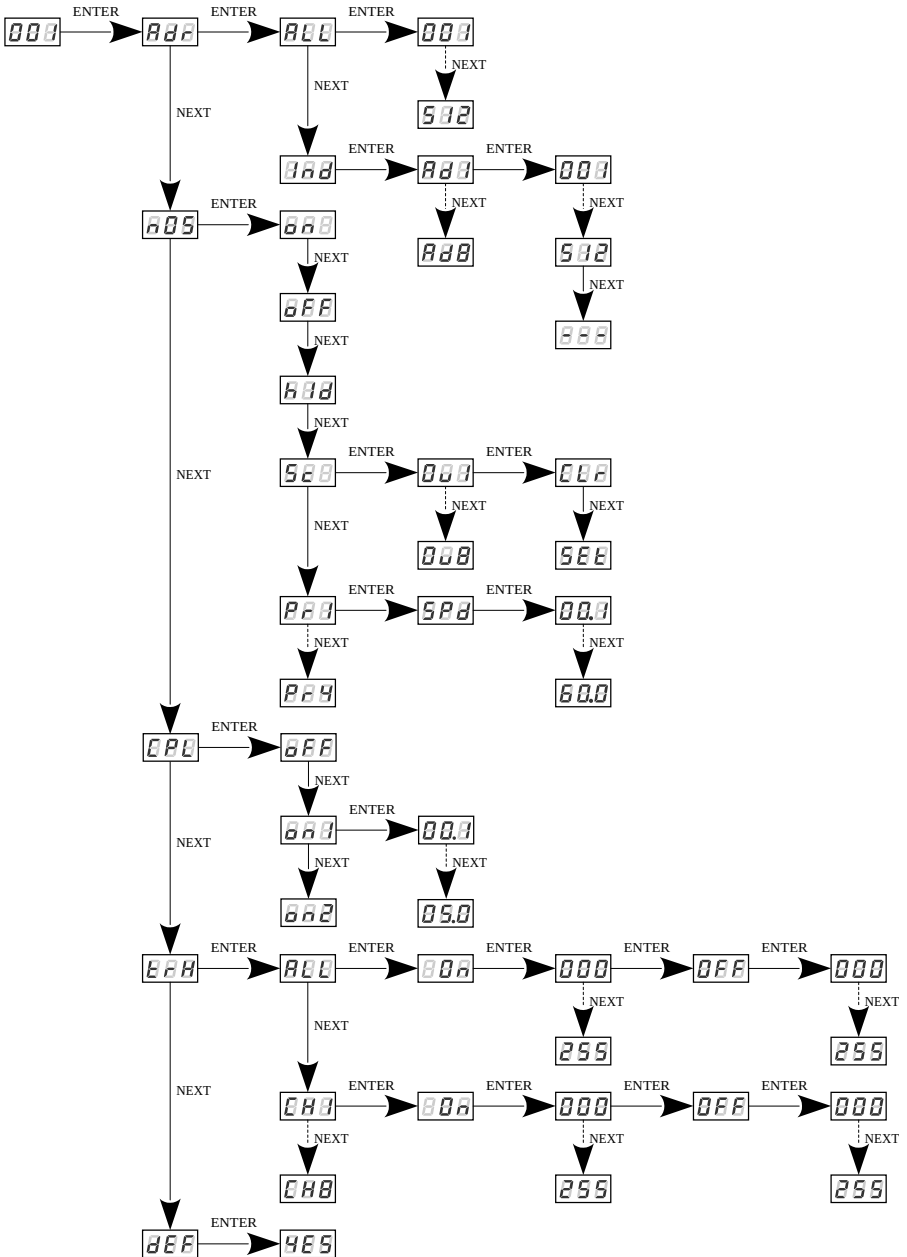 ENTER ENTER ENTER
001 Adr ALL 001
NEXT
NEXT
NEXT 512
ENTER ENTER
Ind Ad1 001
ENTER NEXT NEXT
nOS on
Ad8 512
NEXT NEXT
oFF ---
NEXT
hId
NEXT
ENTER ENTER
Sc Ou1 CLr
NEXT NEXT NEXT
NEXT
Ou8 SEt
ENTER ENTER
Pr1 SPd 00.1
NEXT NEXT
Pr4 60.0
ENTER
CPL oFF
NEXT
ENTER
on1 00.1
NEXT NEXT NEXT
on2 05.0
ENTER ENTER ENTER ENTER ENTER
trH ALL On 000 OFF 000
NEXT NEXT
NEXT
255 255
ENTER ENTER ENTER ENTER
NEXT
CH1 On 000 OFF 000
NEXT NEXT NEXT
CH8 255 255
ENTER
dEF YES